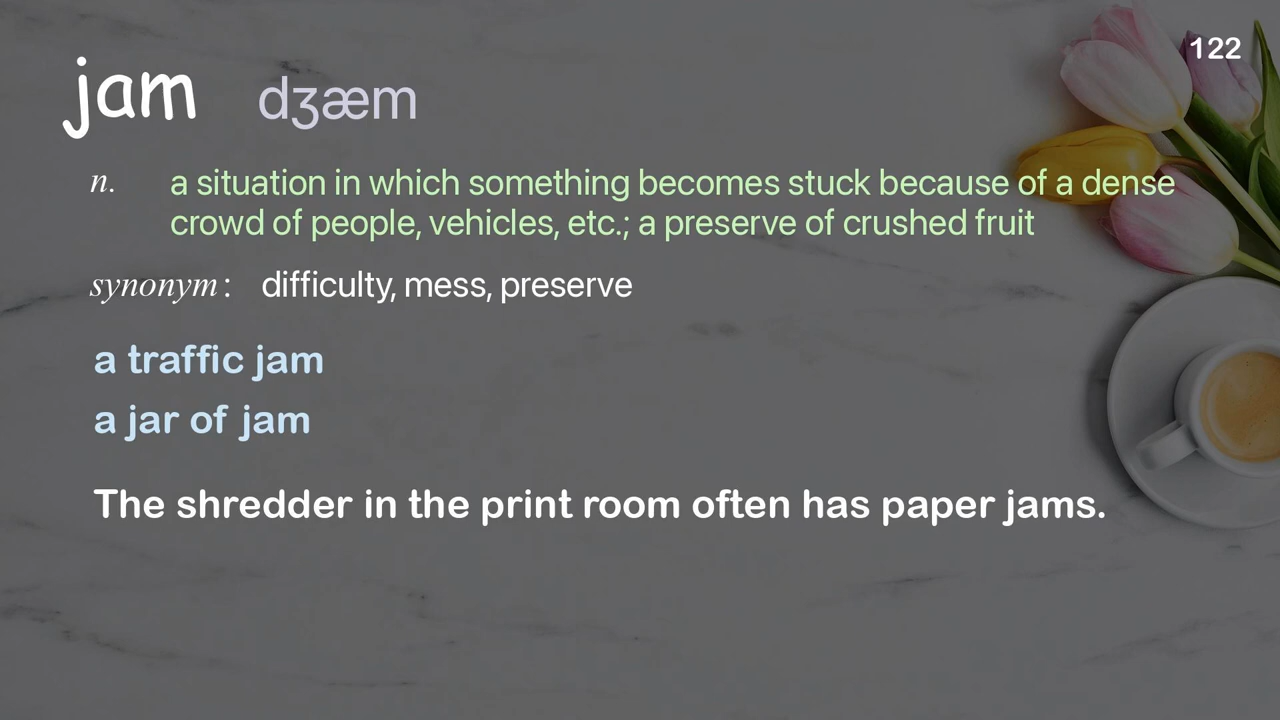 122
jam dʒæm
n. a situation in which something becomes stuck because of a dense
crowd of people, vehicles, etc.; a preserve of crushed fruit
synonym : difficulty, mess, preserve
a traffic jam
a jar of jam
The shredder in the print room often has paper jams.